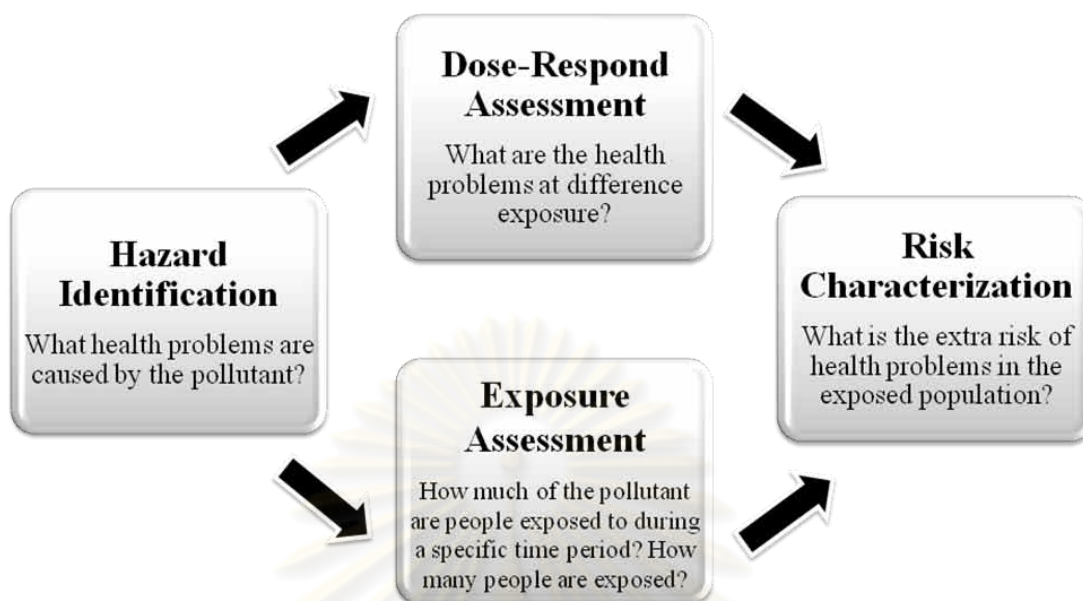 Hazard
Identification
What health problems are
caused by the pollutant?
Dose-Respond
Assessment
What are the health
problems at difference
exposure?
Exposure
Assessment
How much of the pollutant
are people exposed to during
a specific time period? How
many people are exposed?
Risk
Characterization
What is the extra risk of
health problems in the
exposed population?